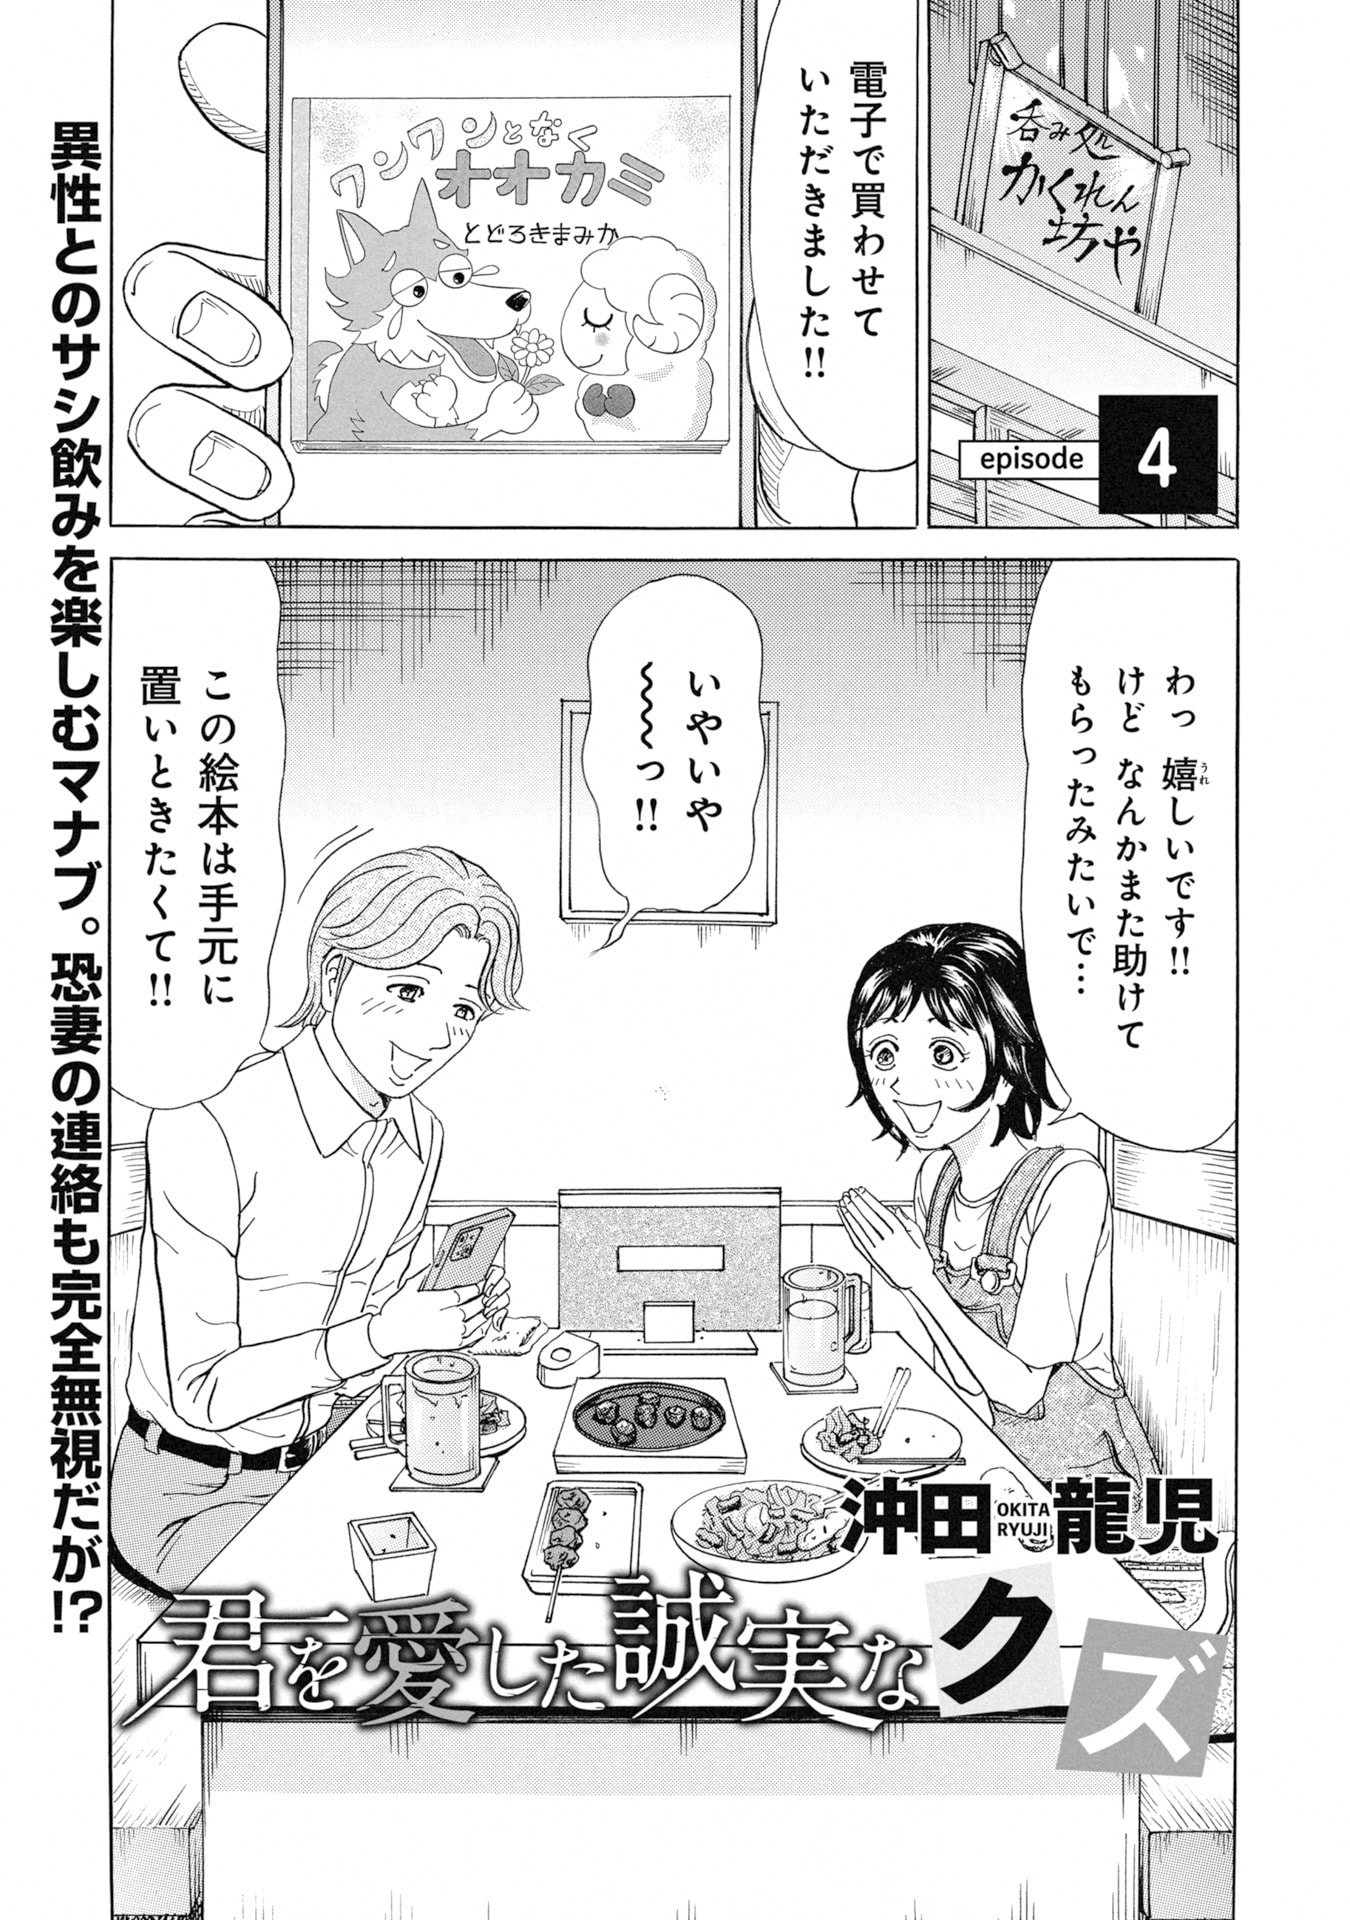 呑み処
かくれん
坊や
episode
4
電子で買わせて
いただきました!!
ワンワンとなく
オオカミ
とどろきまみか
わっ 嬉しいです!!
うれ
けど なんかまた助けて
もらったみたいで…
いやいや
〜〜っ!!
この絵本は手元に
置いときたくて!!
異性とのサシ飲みを楽しむマナブ。恐妻の連絡も完全無視だが!?
沖田龍児
OKITA
RYUJI
君を愛した誠実なクズ